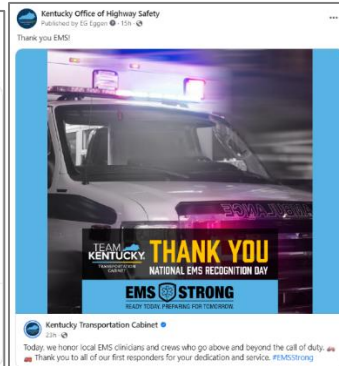 Kentucky Office of Highway Safety
Published by EG Eggan · 15h ·
Thank you EMS!
AMBULANCE
TEAM
KENTUCKY
TRANSPORTATION
CABINET
THANK YOU
NATIONAL EMS RECOGNITION DAY
EMS STRONG
READY TODAY. PREPARING FOR TOMORROW.
Kentucky Transportation Cabinet
22h ·
Today, we honor local EMS clinicians and crews who go above and beyond the call of duty.
Thank you to all of our first responders for your dedication and service. #EMSStrong